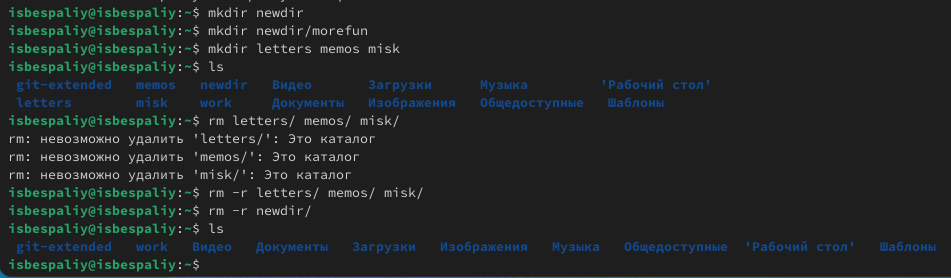 isbespaliy@isbespaliy:~$ mkdir newdir
isbespaliy@isbespaliy:~$ mkdir newdir/morefun
isbespaliy@isbespaliy:~$ mkdir letters memos misk
isbespaliy@isbespaliy:~$ ls
git-extended memos newdir Видео Загрузки Музыка 'Рабочий стол'
letters misk work Документы Изображения Общедоступные Шаблоны
isbespaliy@isbespaliy:~$ rm letters/ memos/ misk/
rm: невозможно удалить 'letters/': Это каталог
rm: невозможно удалить 'memos/': Это каталог
rm: невозможно удалить 'misk/': Это каталог
isbespaliy@isbespaliy:~$ rm -r letters/ memos/ misk/
isbespaliy@isbespaliy:~$ rm -r newdir/
isbespaliy@isbespaliy:~$ ls
git-extended work Видео Документы Загрузки Изображения Музыка Общедоступные 'Рабочий стол' Шаблоны
isbespaliy@isbespaliy:~$